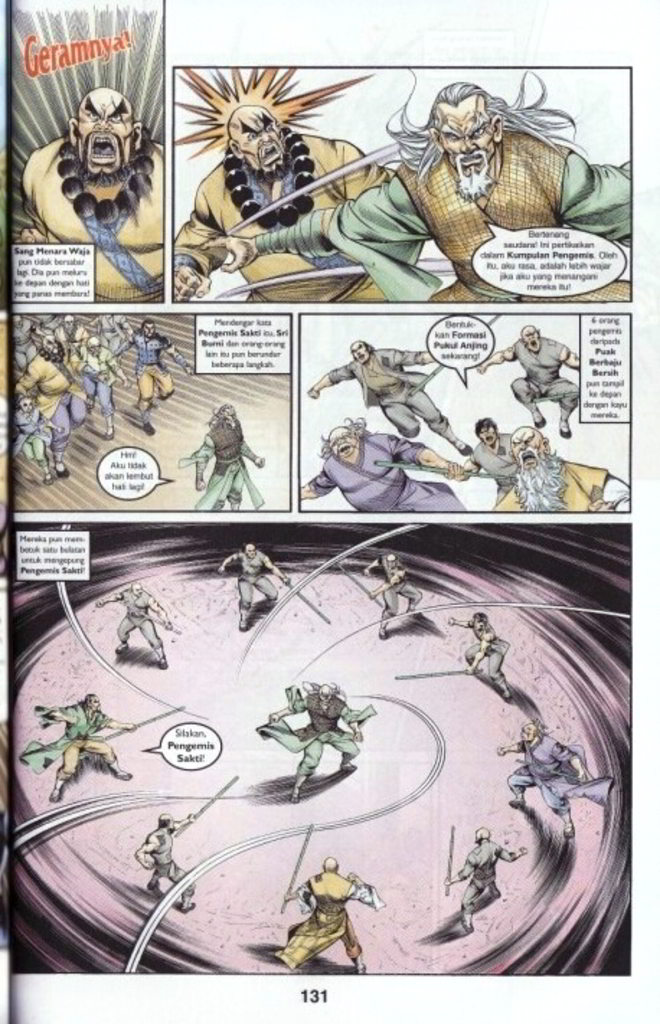 Geramnya!
Sang Menara Waja
pun tidak bersabar
lagi. Dia pun meluru
ke depan dengan hati
yang panas membara!
Bertenang
saudara! Ini pertikaian
dalam Kumpulan Pengemis. Oleh
itu, aku rasa, adalah lebih wajar
jika aku yang menangani
mereka itu!
Mendengar kata
Pengemis Sakti itu, Sri
Bumi dan orang-orang
lain itu pun berundur
beberapa langkah.
Hm!
Aku tidak
akan lembut
hati lagi!
Bentuk-
kan Formasi
Pukul Anjing
sekarang!
6 orang
pengemis
daripada
Puak
Berbaju
Bersih
pun tampil
ke depan
dengan kayu
mereka.
Mereka pun mem-
bentuk satu bulatan
untuk mengepung
Pengemis Sakti!
Silakan,
Pengemis
Sakti!
131